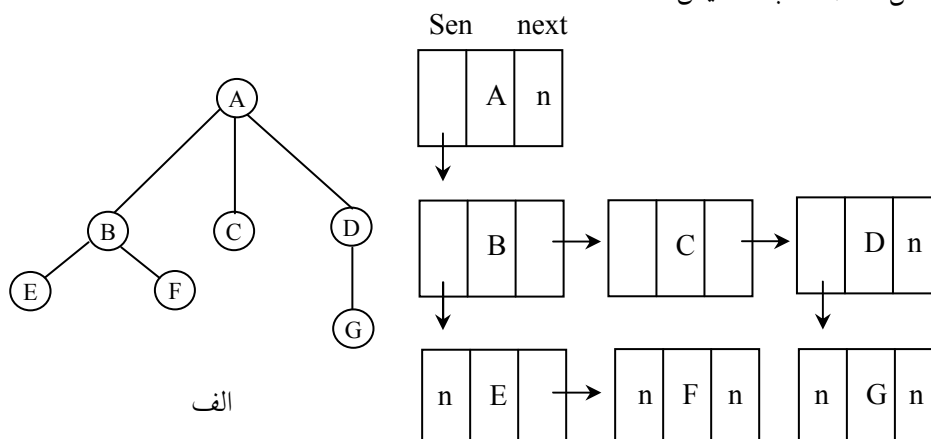 Sen next
A
A n
B C D
B C D n
E F
G
n E n F n n G n
الف